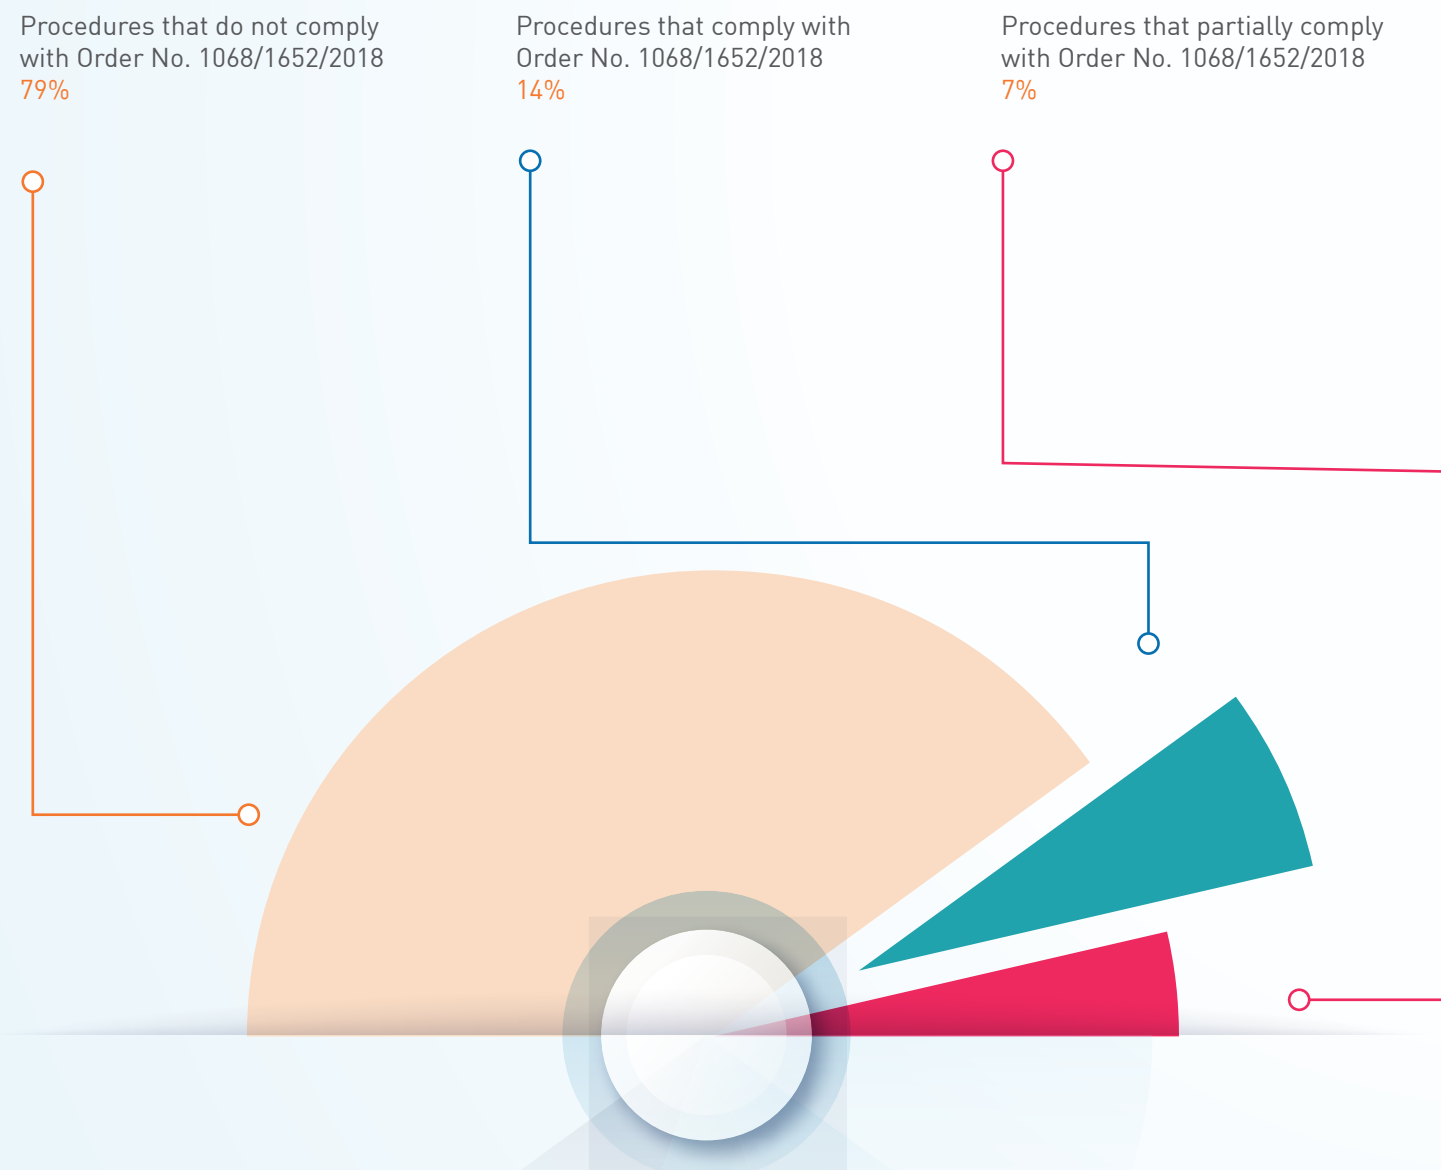 Procedures that do not comply
with Order No. 1068/1652/2018
79%
Procedures that comply with
Order No. 1068/1652/2018
14%
Procedures that partially comply
with Order No. 1068/1652/2018
7%